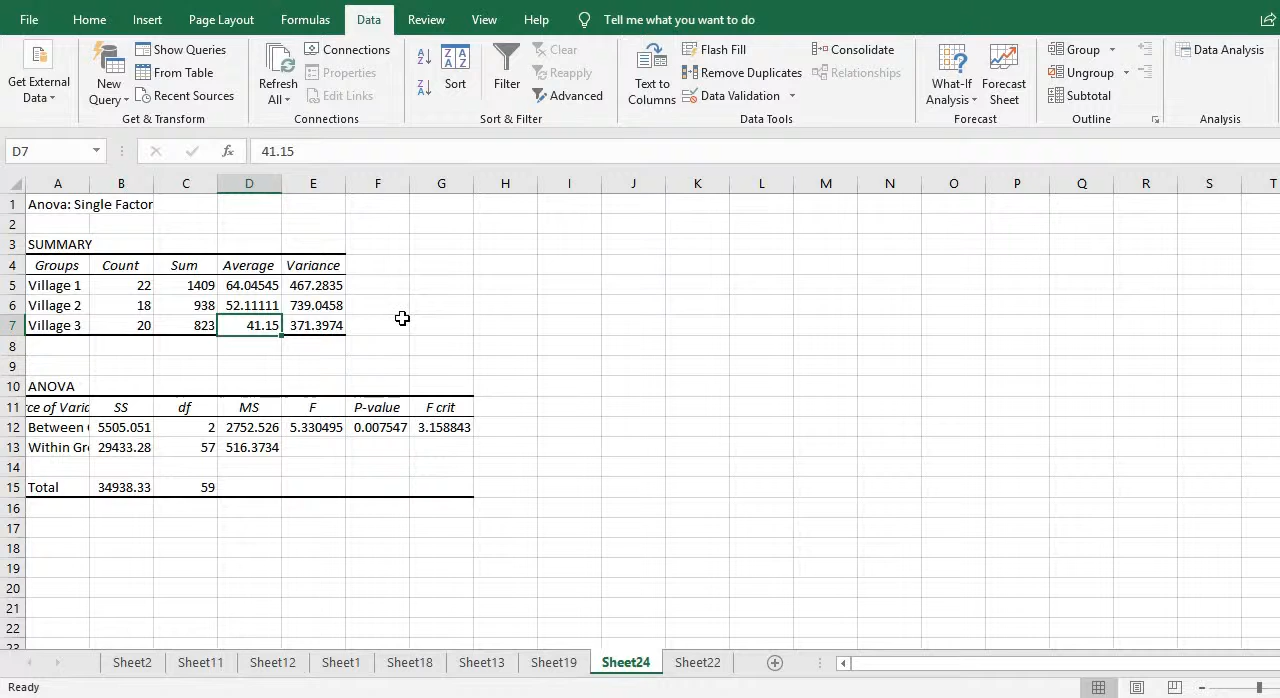 File Home Insert Page Layout Formulas Data Review View Help Tell me what you want to do
Get External Data
New Query
Show Queries
From Table
Recent Sources
Get & Transform
Refresh All
Connections
Properties
Edit Links
Connections
A Z
Z A
Z A A Z
Sort
Filter
Clear
Reapply
Advanced
Sort & Filter
Text to Columns
Flash Fill
Remove Duplicates
Data Validation
Consolidate
Relationships
Data Tools
What-If Analysis
Forecast Sheet
Forecast
Group
Ungroup
Subtotal
Outline
Data Analysis
Analysis
D7 fx 41.15
A B C D E F G H I J K L M N O P Q R S T
1 Anova: Single Factor
2
3 SUMMARY
4 Groups Count Sum Average Variance
5 Village 1 22 1409 64.04545 467.2835
6 Village 2 18 938 52.11111 739.0458
7 Village 3 20 823 41.15 371.3974
8
9
10 ANOVA
11 rce of Varia SS df MS F P-value F crit
12 Between G 5505.051 2 2752.526 5.330495 0.007547 3.158843
13 Within Gr 29433.28 57 516.3734
14
15 Total 34938.33 59
16
17
18
19
20
21
22
23
Sheet2 Sheet11 Sheet12 Sheet1 Sheet18 Sheet13 Sheet19 Sheet24 Sheet22
Ready